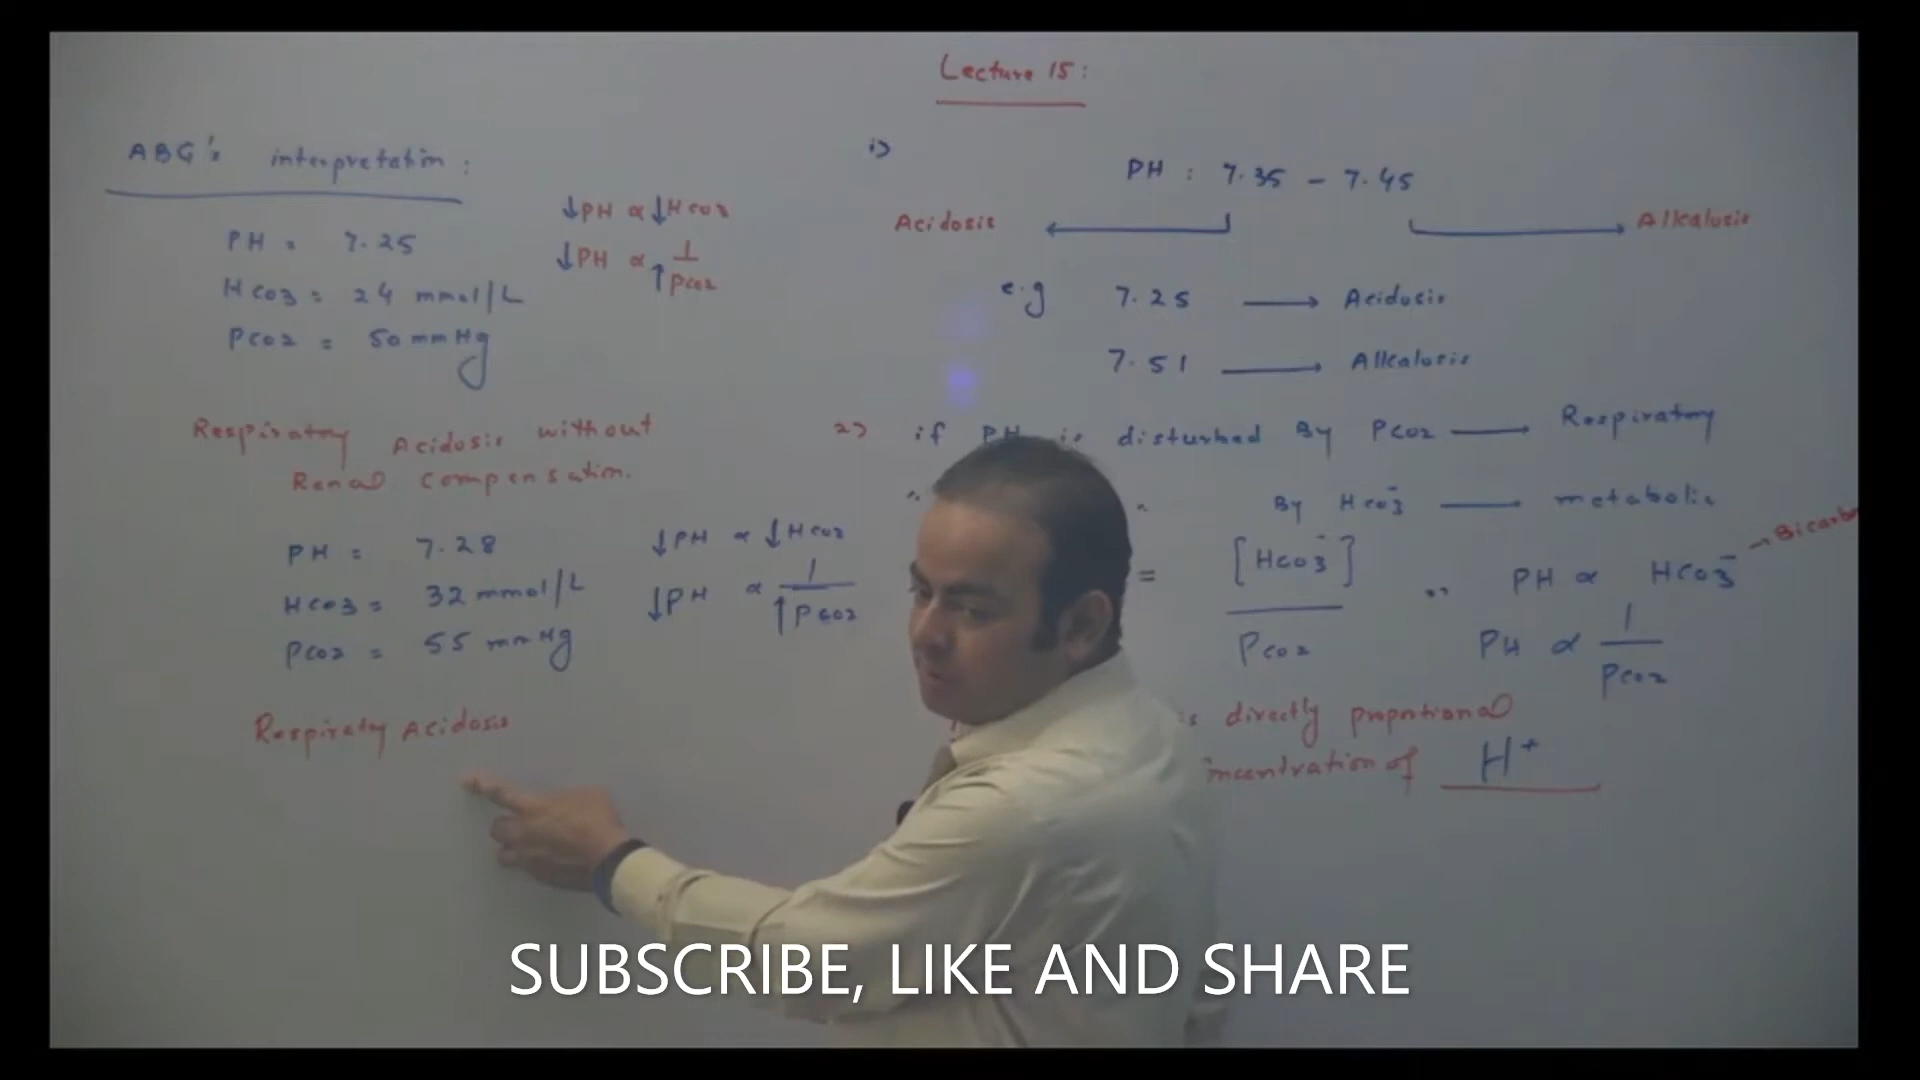 Lecture 15:
ABG's interpretation:
PH = 7.25
HCO3 = 24 mmol/L
PCO2 = 50 mmHg
↓PH ∝ ↓HCO3
↓PH ∝ 1/↑PCO2
Respiratory Acidosis without
Renal compensation.
PH = 7.28
HCO3 = 32 mmol/L
PCO2 = 55 mmHg
↓PH ∝ ↓HCO3
↓PH ∝ 1/↑PCO2
Respiraty Acidosis
i)
PH : 7.35 - 7.45
Acidosis
Alkalosis
e.g 7.25 → Acidosis
7.51 → Alkalosis
2) if PH is disturbed By PCO2 → Respiratory
By HCO3⁻ → metabolic
= [HCO3⁻]/PCO2
PH ∝ HCO3⁻
PH ∝ 1/PCO2
is directly proportional
of H⁺
SUBSCRIBE, LIKE AND SHARE